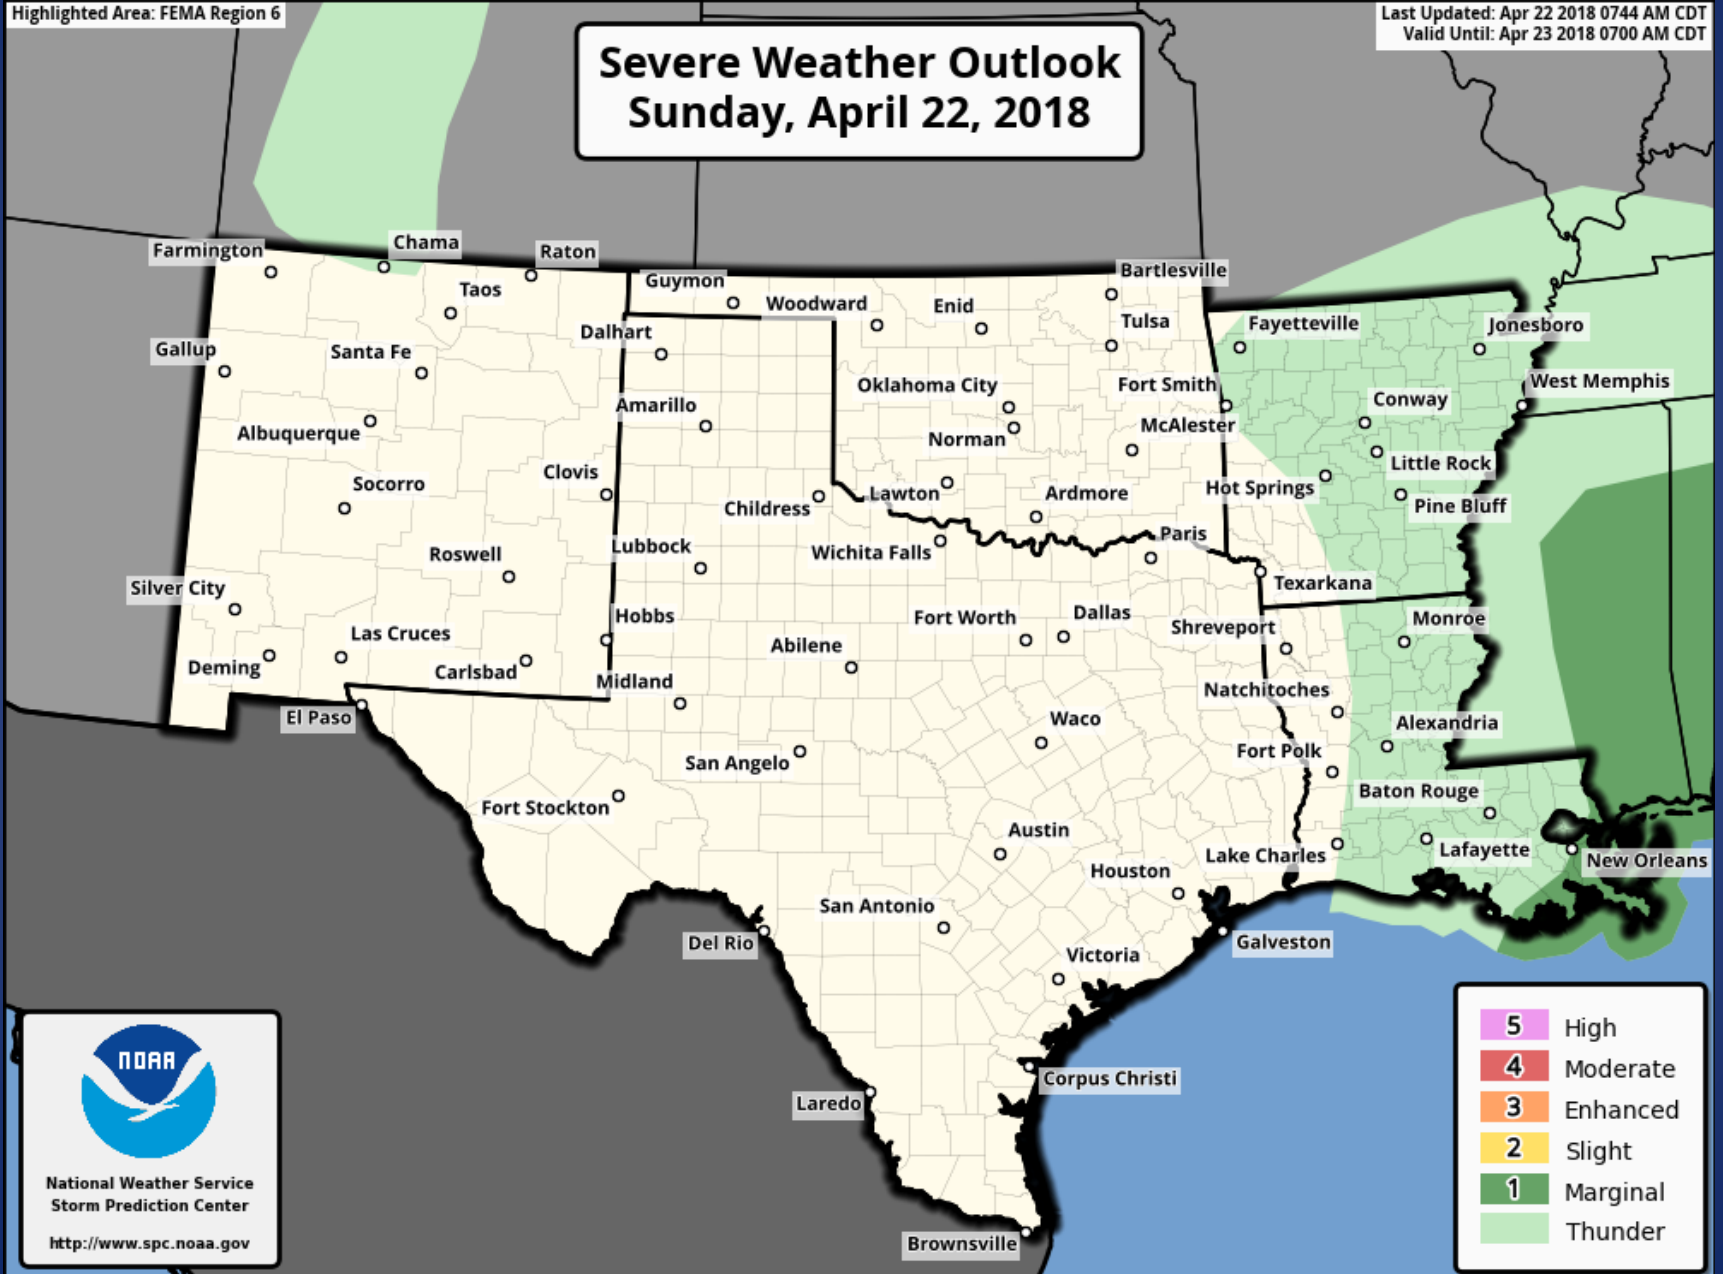 Highlighted Area: FEMA Region 6
Last Updated: Apr 22 2018 0744 AM CDT
Valid Until: Apr 23 2018 0700 AM CDT
Severe Weather Outlook
Sunday, April 22, 2018
Farmington
Chama
Raton
Guymon
Bartlesville
Taos
Woodward
Enid
Tulsa
Fayetteville
Jonesboro
Dalhart
Gallup
Santa Fe
Oklahoma City
Fort Smith
West Memphis
Amarillo
Conway
Albuquerque
Norman
McAlester
Little Rock
Clovis
Socorro
Lawton
Ardmore
Hot Springs
Childress
Pine Bluff
Roswell
Lubbock
Wichita Falls
Paris
Silver City
Texarkana
Hobbs
Fort Worth
Dallas
Shreveport
Monroe
Las Cruces
Abilene
Deming
Carlsbad
Midland
Natchitoches
El Paso
Waco
Alexandria
San Angelo
Fort Polk
Fort Stockton
Baton Rouge
Austin
Lake Charles
Lafayette
New Orleans
Houston
San Antonio
Del Rio
Galveston
Victoria
Corpus Christi
Laredo
Brownsville
NOAA
National Weather Service
Storm Prediction Center
http://www.spc.noaa.gov
5 High
4 Moderate
3 Enhanced
2 Slight
1 Marginal
Thunder